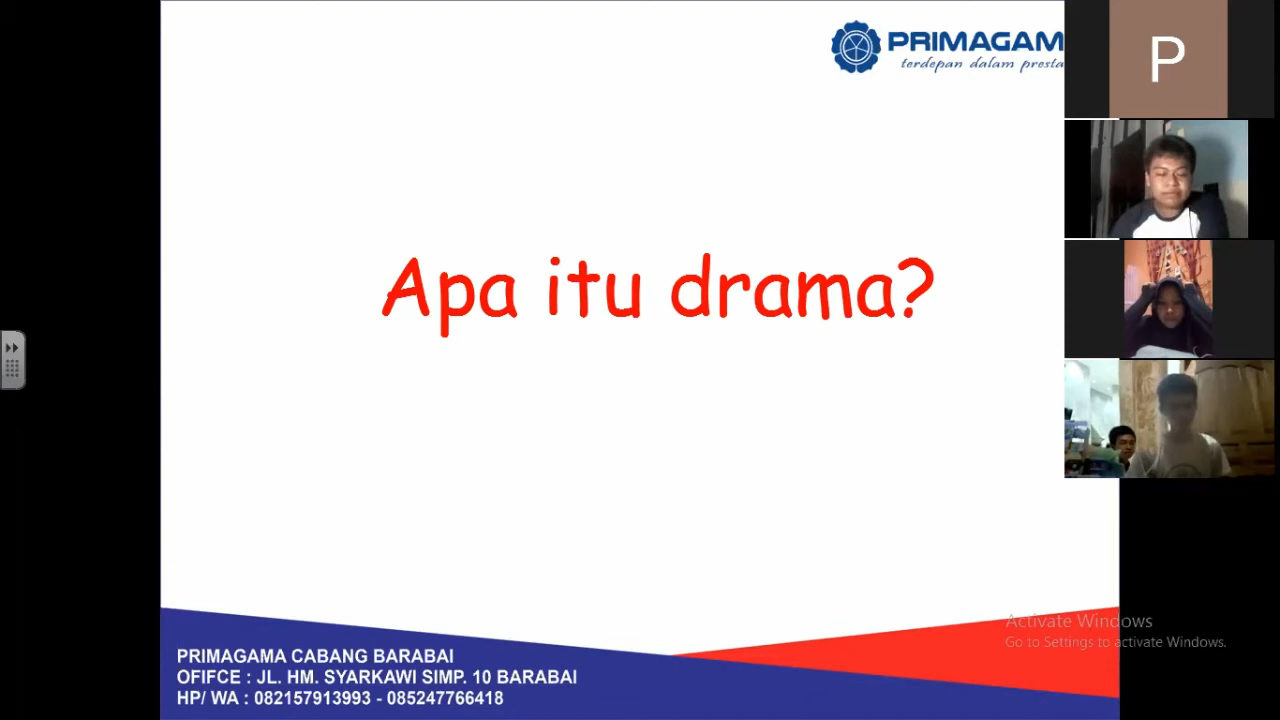 PRIMAGAM
terdepan dalam presta
P
Apa itu drama?
Activate Windows
Go to Settings to activate Windows.
PRIMAGAMA CABANG BARABAI
OFIFCE : JL. HM. SYARKAWI SIMP. 10 BARABAI
HP/ WA : 082157913993 - 085247766418